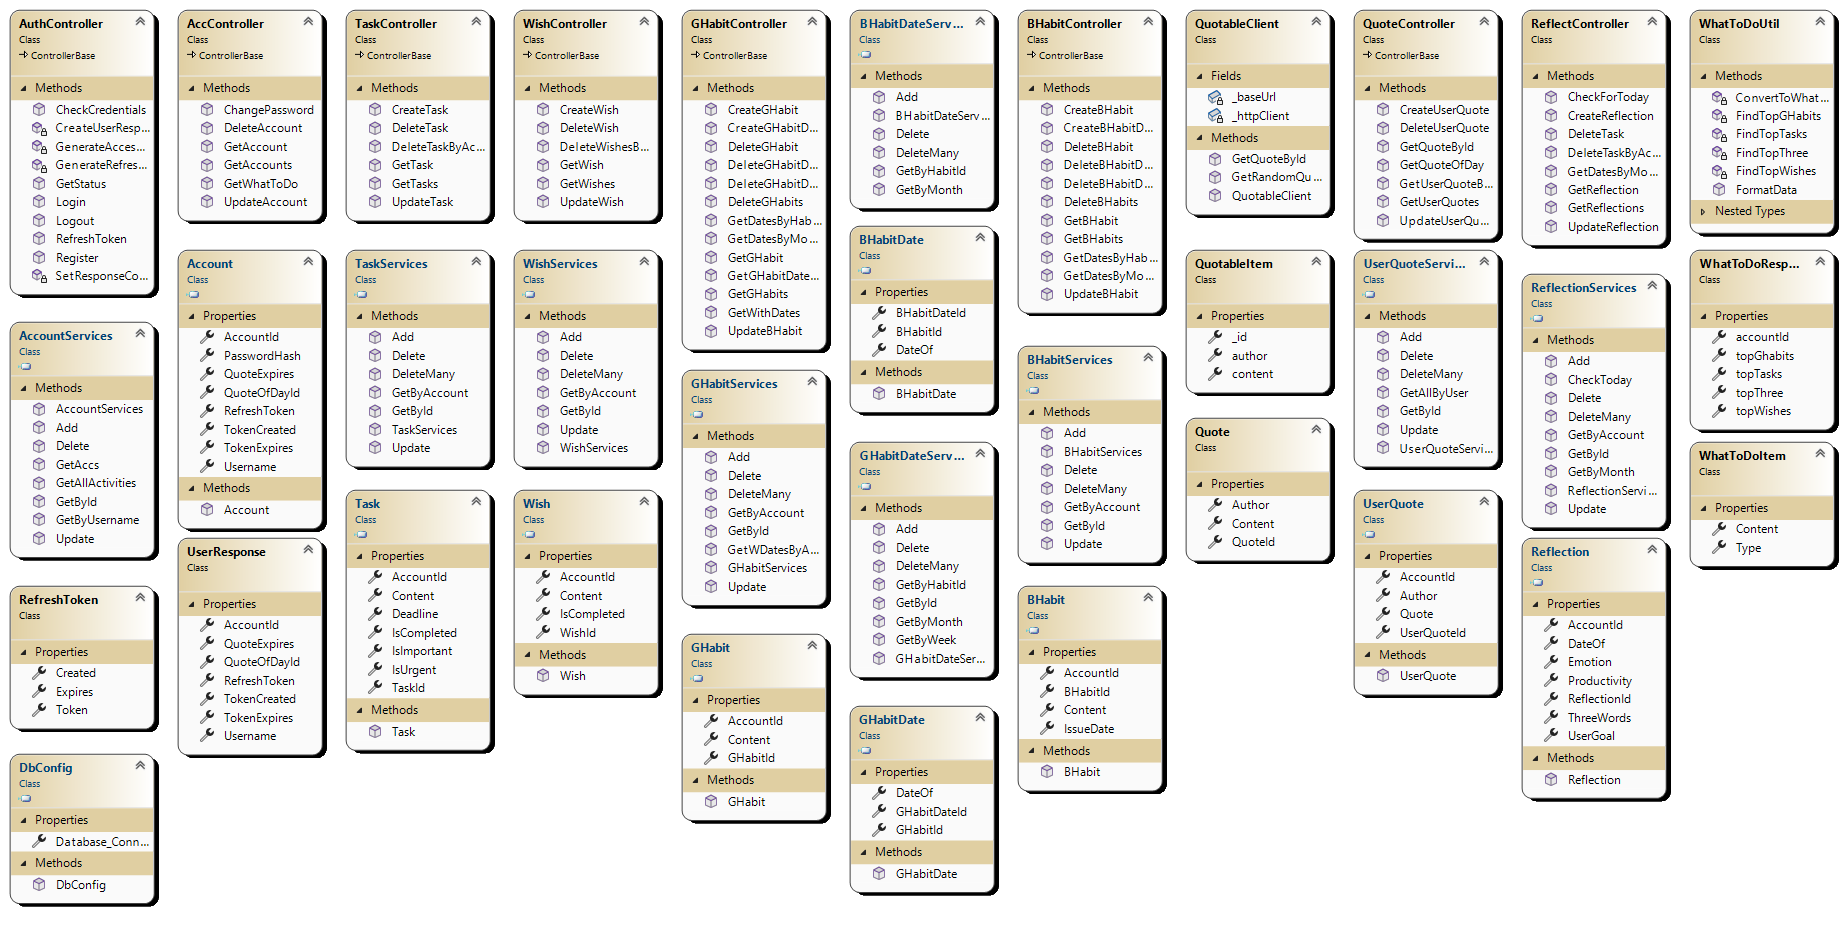 AuthController
Class
ControllerBase
Methods
CheckCredentials
CreateUserResp...
GenerateAcces...
GenerateRefres...
GetStatus
Login
Logout
RefreshToken
Register
SetResponseCo...
AccountServices
Class
Methods
AccountServices
Add
Delete
GetAccs
GetAllActivities
GetById
GetByUsername
Update
RefreshToken
Class
Properties
Created
Expires
Token
DbConfig
Class
Properties
Database_Conn...
Methods
DbConfig
AccController
Class
ControllerBase
Methods
ChangePassword
DeleteAccount
GetAccount
GetAccounts
GetWhatToDo
UpdateAccount
Account
Class
Properties
AccountId
PasswordHash
QuoteExpires
QuoteOfDayId
RefreshToken
TokenCreated
TokenExpires
Username
Methods
Account
UserResponse
Class
Properties
AccountId
QuoteExpires
QuoteOfDayId
RefreshToken
TokenCreated
TokenExpires
Username
TaskController
Class
ControllerBase
Methods
CreateTask
DeleteTask
DeleteTaskByAc...
GetTask
GetTasks
UpdateTask
TaskServices
Class
Methods
Add
Delete
DeleteMany
GetByAccount
GetById
TaskServices
Update
Task
Class
Properties
AccountId
Content
Deadline
IsCompleted
IsImportant
IsUrgent
TaskId
Methods
Task
WishController
Class
ControllerBase
Methods
CreateWish
DeleteWish
DeleteWishesB...
GetWish
GetWishes
UpdateWish
WishServices
Class
Methods
Add
Delete
DeleteMany
GetByAccount
GetById
Update
WishServices
Wish
Class
Properties
AccountId
Content
IsCompleted
WishId
Methods
Wish
GHabitController
Class
ControllerBase
Methods
CreateGHabit
CreateGHabitD...
DeleteGHabit
DeleteGHabitD...
DeleteGHabitD...
DeleteGHabits
GetDatesByHab...
GetDatesByMo...
GetGHabit
GetGHabitDate...
GetGHabits
GetWithDates
UpdateBHabit
GHabitServices
Class
Methods
Add
Delete
DeleteMany
GetByAccount
GetById
GetWDatesByA...
GHabitServices
Update
GHabit
Class
Properties
AccountId
Content
GHabitId
Methods
GHabit
BHabitDateServ...
Class
Methods
Add
BHabitDateServ...
Delete
DeleteMany
GetByHabitId
GetByMonth
BHabitDate
Class
Properties
BHabitDateId
BHabitId
DateOf
Methods
BHabitDate
GHabitDateServ...
Class
Methods
Add
Delete
DeleteMany
GetByHabitId
GetById
GetByMonth
GetByWeek
GHabitDateSer...
GHabitDate
Class
Properties
DateOf
GHabitDateId
GHabitId
Methods
GHabitDate
BHabitController
Class
ControllerBase
Methods
CreateBHabit
CreateBHabitD...
DeleteBHabit
DeleteBHabitD...
DeleteBHabitD...
DeleteBHabits
GetBHabit
GetBHabits
GetDatesByHab...
GetDatesByMo...
UpdateBHabit
BHabitServices
Class
Methods
Add
BHabitServices
Delete
DeleteMany
GetByAccount
GetById
Update
BHabit
Class
Properties
AccountId
BHabitId
Content
IssueDate
Methods
BHabit
QuotableClient
Class
Fields
_baseUrl
_httpClient
Methods
GetQuoteById
GetRandomQu...
QuotableClient
QuotableItem
Class
Properties
_id
author
content
Quote
Class
Properties
Author
Content
QuoteId
QuoteController
Class
ControllerBase
Methods
CreateUserQuote
DeleteUserQuote
GetQuoteById
GetQuoteOfDay
GetUserQuoteB...
GetUserQuotes
UpdateUserQu...
UserQuoteServi...
Class
Methods
Add
Delete
DeleteMany
GetAllByUser
GetById
Update
UserQuoteServi...
UserQuote
Class
Properties
AccountId
Author
Quote
UserQuoteId
Methods
UserQuote
ReflectController
Class
ControllerBase
Methods
CheckForToday
CreateReflection
DeleteTask
DeleteTaskByAc...
GetDatesByMo...
GetReflection
GetReflections
UpdateReflection
ReflectionServices
Class
Methods
Add
CheckToday
Delete
DeleteMany
GetByAccount
GetById
GetByMonth
ReflectionServi...
Update
Reflection
Class
Properties
AccountId
DateOf
Emotion
Productivity
ReflectionId
ThreeWords
UserGoal
Methods
Reflection
WhatToDoUtil
Class
Methods
ConvertToWhat...
FindTopGHabits
FindTopTasks
FindTopThree
FindTopWishes
FormatData
Nested Types
WhatToDoResp...
Class
Properties
accountId
topGhabits
topTasks
topThree
topWishes
WhatToDoItem
Class
Properties
Content
Type